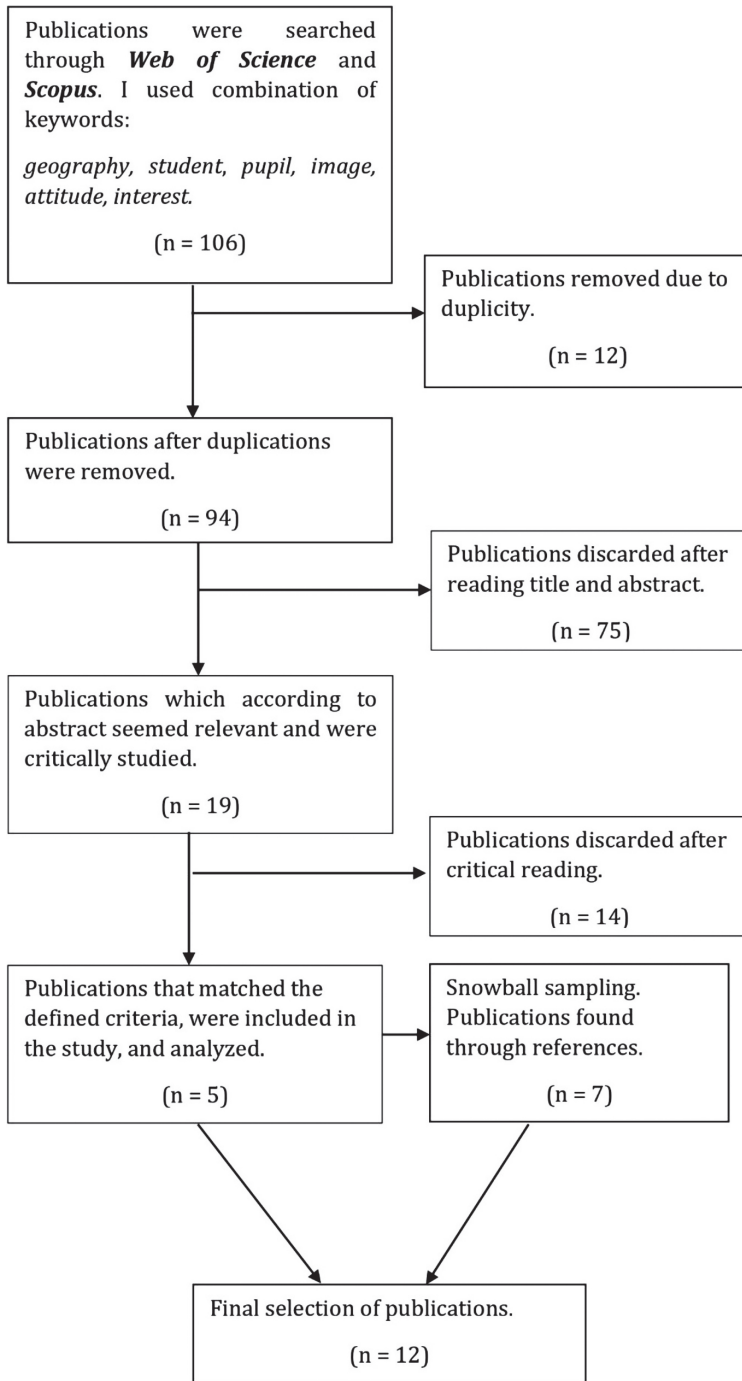 Publications were searched
through Web of Science and
Scopus. I used combination of
keywords:
geography, student, pupil, image,
attitude, interest.
(n = 106)
Publications removed due to
duplicity.
(n = 12)
Publications after duplications
were removed.
(n = 94)
Publications discarded after
reading title and abstract.
(n = 75)
Publications which according to
abstract seemed relevant and were
critically studied.
(n = 19)
Publications discarded after
critical reading.
(n = 14)
Publications that matched the
defined criteria, were included in
the study, and analyzed.
(n = 5)
Snowball sampling.
Publications found
through references.
(n = 7)
Final selection of publications.
(n = 12)